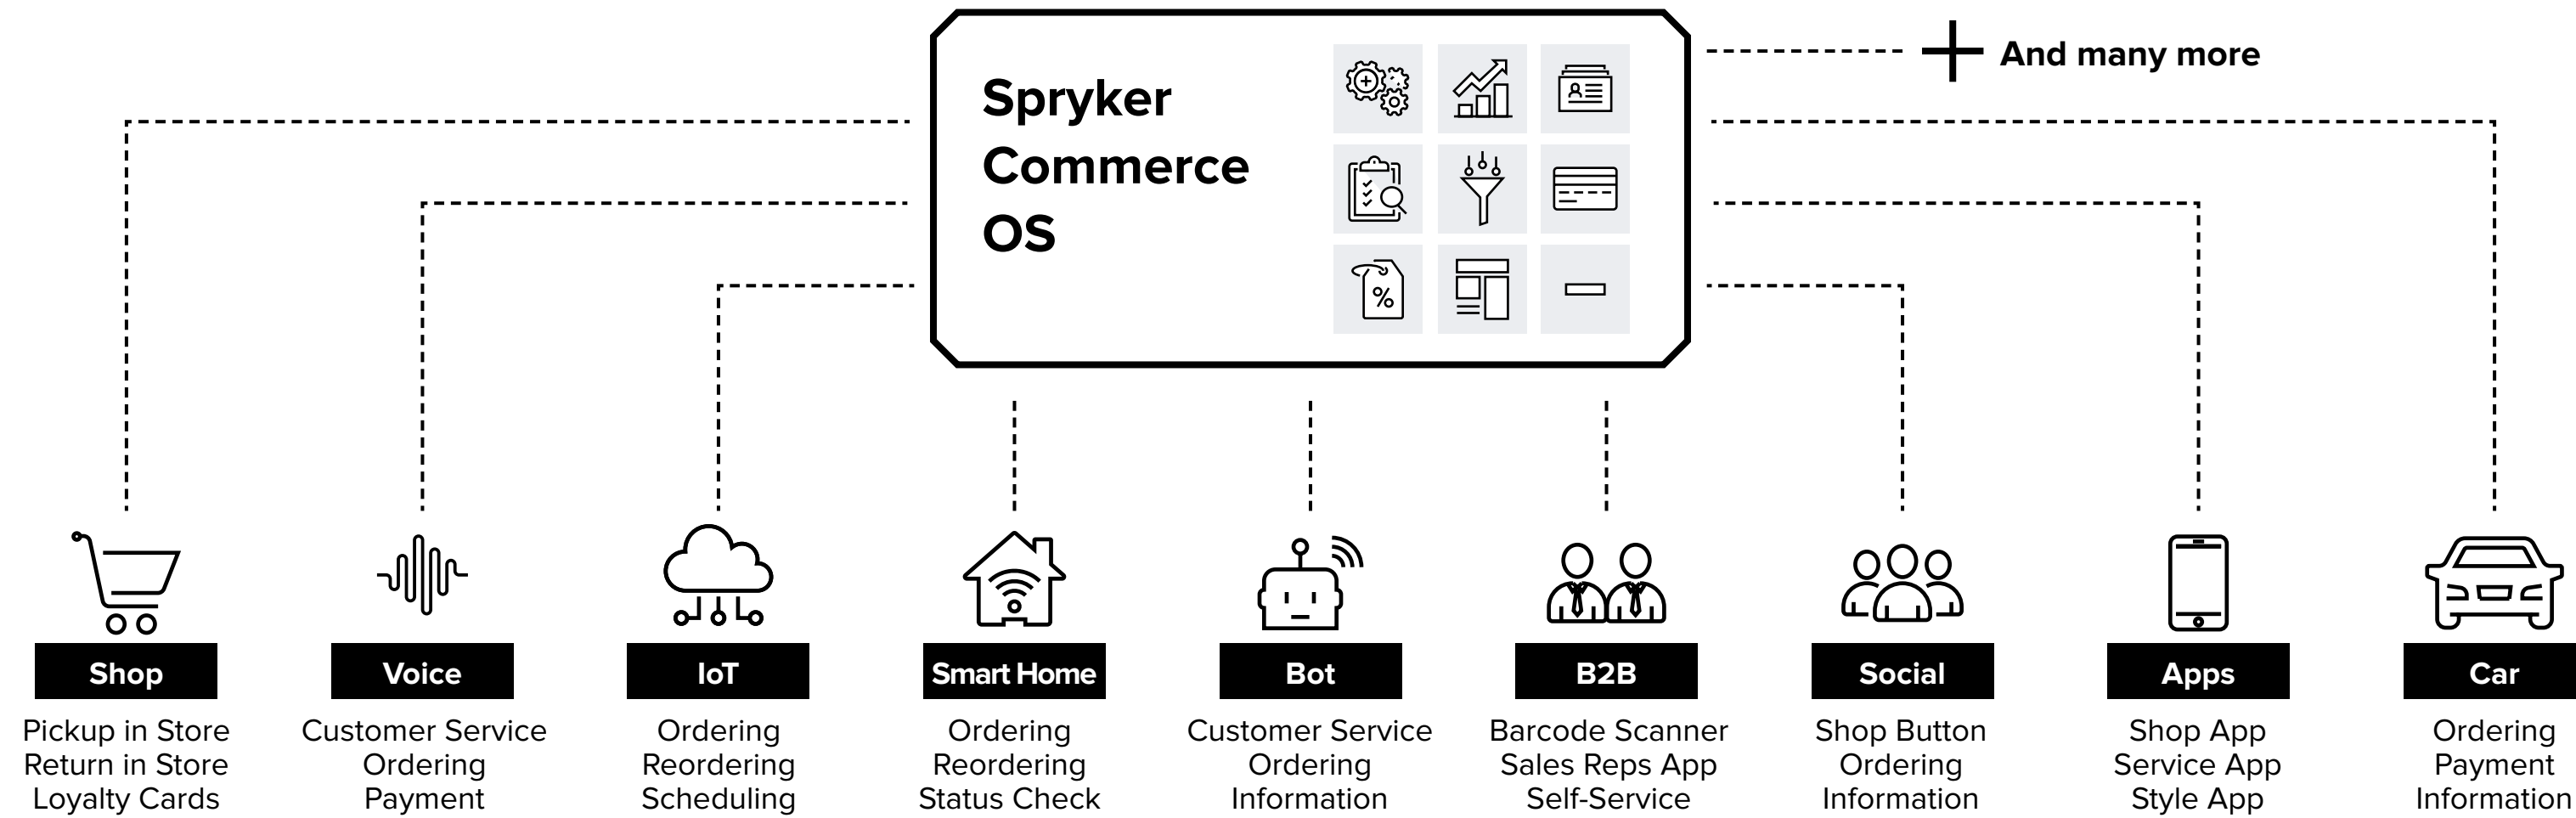 Spryker
Commerce
OS
And many more
Shop
Pickup in Store
Return in Store
Loyalty Cards
Voice
Customer Service
Ordering
Payment
IoT
Ordering
Reordering
Scheduling
Smart Home
Ordering
Reordering
Status Check
Bot
Customer Service
Ordering
Information
B2B
Barcode Scanner
Sales Reps App
Self-Service
Social
Shop Button
Ordering
Information
Apps
Shop App
Service App
Style App
Car
Ordering
Payment
Information